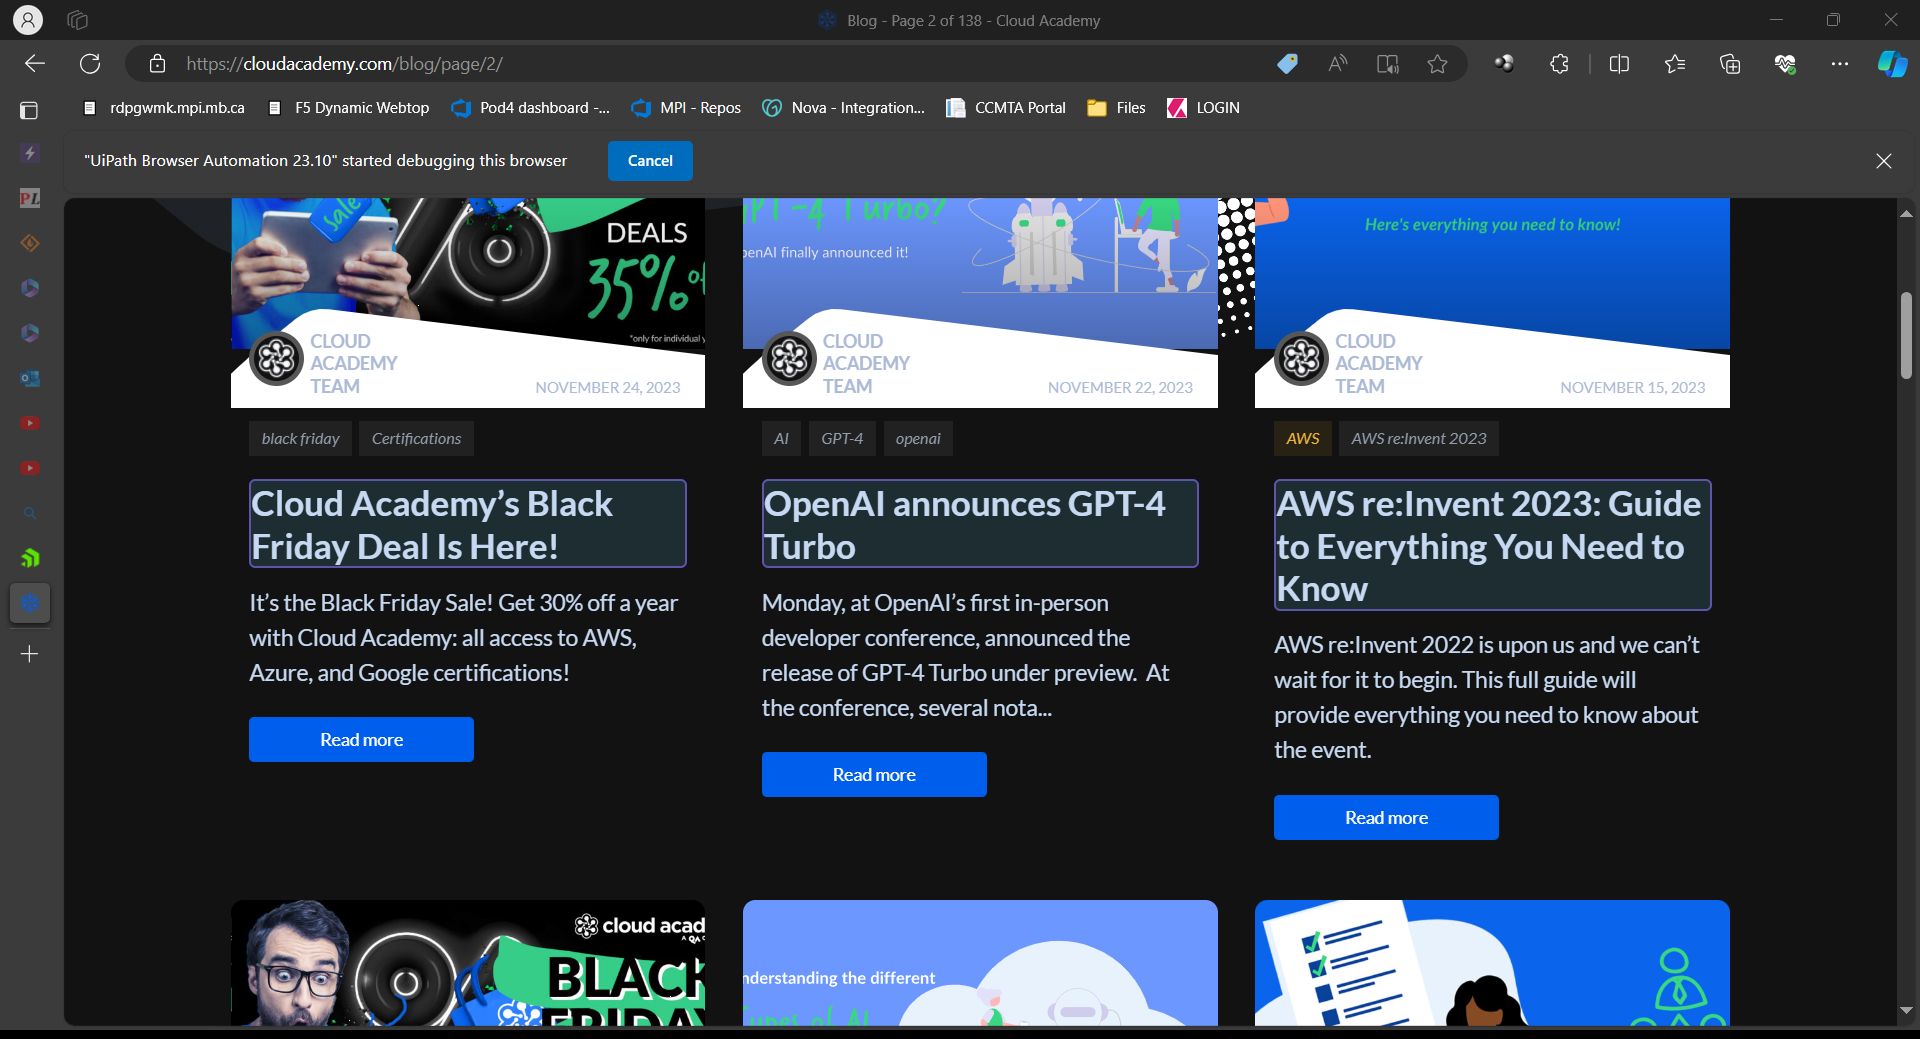 Blog - Page 2 of 138 - Cloud Academy
https://cloudacademy.com/blog/page/2/
rdpgwmk.mpi.mb.ca
F5 Dynamic Webtop
Pod4 dashboard -...
MPI - Repos
Nova - Integration...
CCMTA Portal
Files
LOGIN
"UiPath Browser Automation 23.10" started debugging this browser
Cancel
PL
sale
DEALS
35%
*only for individual
CLOUD
ACADEMY
TEAM
NOVEMBER 24, 2023
black friday
Certifications
Cloud Academy’s Black
Friday Deal Is Here!
It’s the Black Friday Sale! Get 30% off a year
with Cloud Academy: all access to AWS,
Azure, and Google certifications!
Read more
PT-4 Turbo?
penAI finally announced it!
CLOUD
ACADEMY
TEAM
NOVEMBER 22, 2023
AI
GPT-4
openai
OpenAI announces GPT-4
Turbo
Monday, at OpenAI’s first in-person
developer conference, announced the
release of GPT-4 Turbo under preview.  At
the conference, several nota...
Read more
Here's everything you need to know!
CLOUD
ACADEMY
TEAM
NOVEMBER 15, 2023
AWS
AWS re:Invent 2023
AWS re:Invent 2023: Guide
to Everything You Need to
Know
AWS re:Invent 2022 is upon us and we can’t
wait for it to begin. This full guide will
provide everything you need to know about
the event.
Read more
cloud acad
A QA
BLACK
FRIDAY
nderstanding the different
ypes of AI